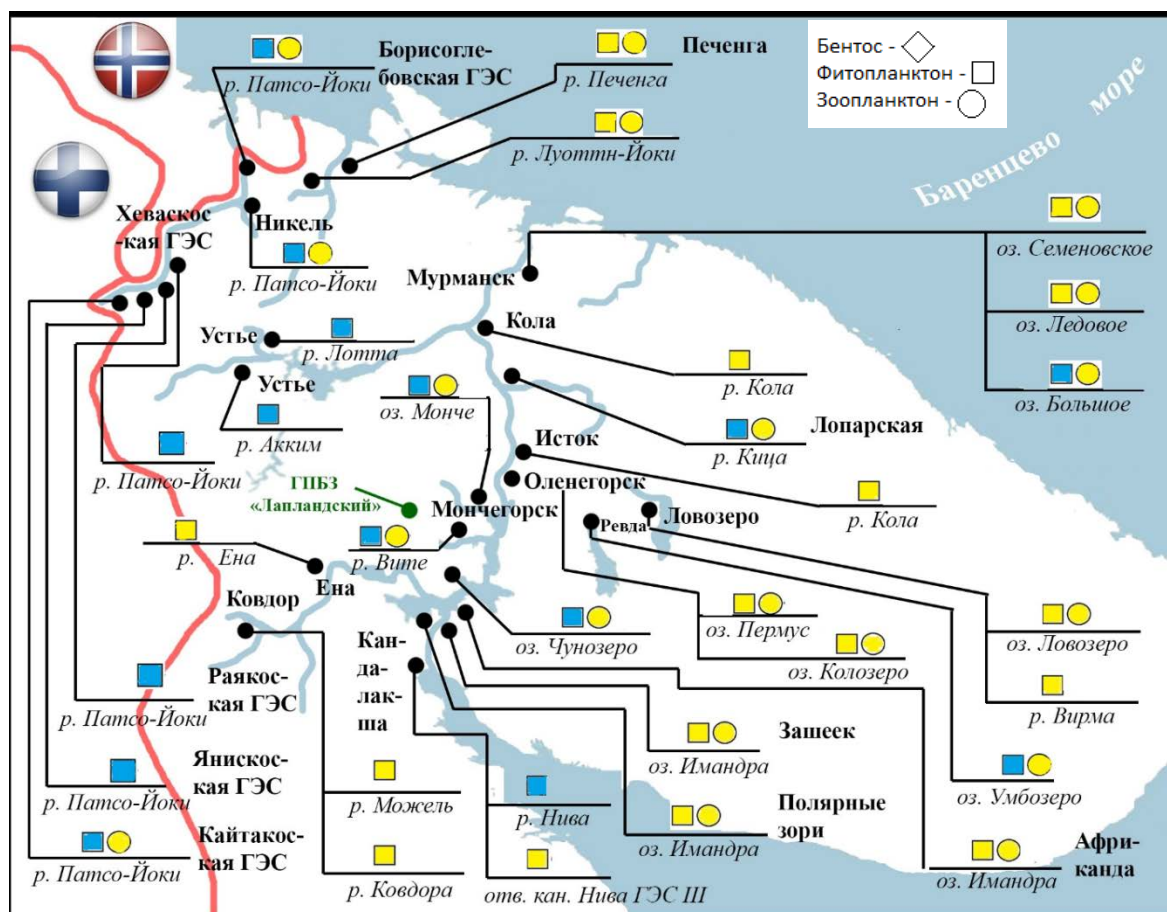 Борисогле-
бовская ГЭС
р. Патсо-Йоки
Печенга
р. Печенга
р. Луоттн-Йоки
Бентос -
Фитопланктон -
Зоопланктон -
Баренцево море
Хеваскос
-кая ГЭС
Никель
р. Патсо-Йоки
Мурманск
оз. Семеновское
оз. Ледовое
оз. Большое
Устье
р. Лотта
Кола
р. Кола
Устье
р. Акким
оз. Монче
Лопарская
р. Кица
р. Патсо-Йоки
Исток
р. Кола
Оленегорск
ГПБЗ
«Лапландский»
Мончегорск
Ревда
Ловозеро
р. Ена
р. Вите
Ена
Ковдор
оз. Чунозеро
оз. Пермус
оз. Колозеро
оз. Ловозеро
р. Вирма
Кан-
да-
лак-
ша
Раякос-
кая ГЭС
р. Патсо-Йоки
Зашеек
оз. Имандра
оз. Умбозеро
Янискос-
кая ГЭС
р. Патсо-Йоки
р. Можель
р. Нива
Полярные
зори
оз. Имандра
Кайтакос-
кая ГЭС
р. Патсо-Йоки
р. Ковдора
отв. кан. Нива ГЭС III
Афри-
канда
оз. Имандра